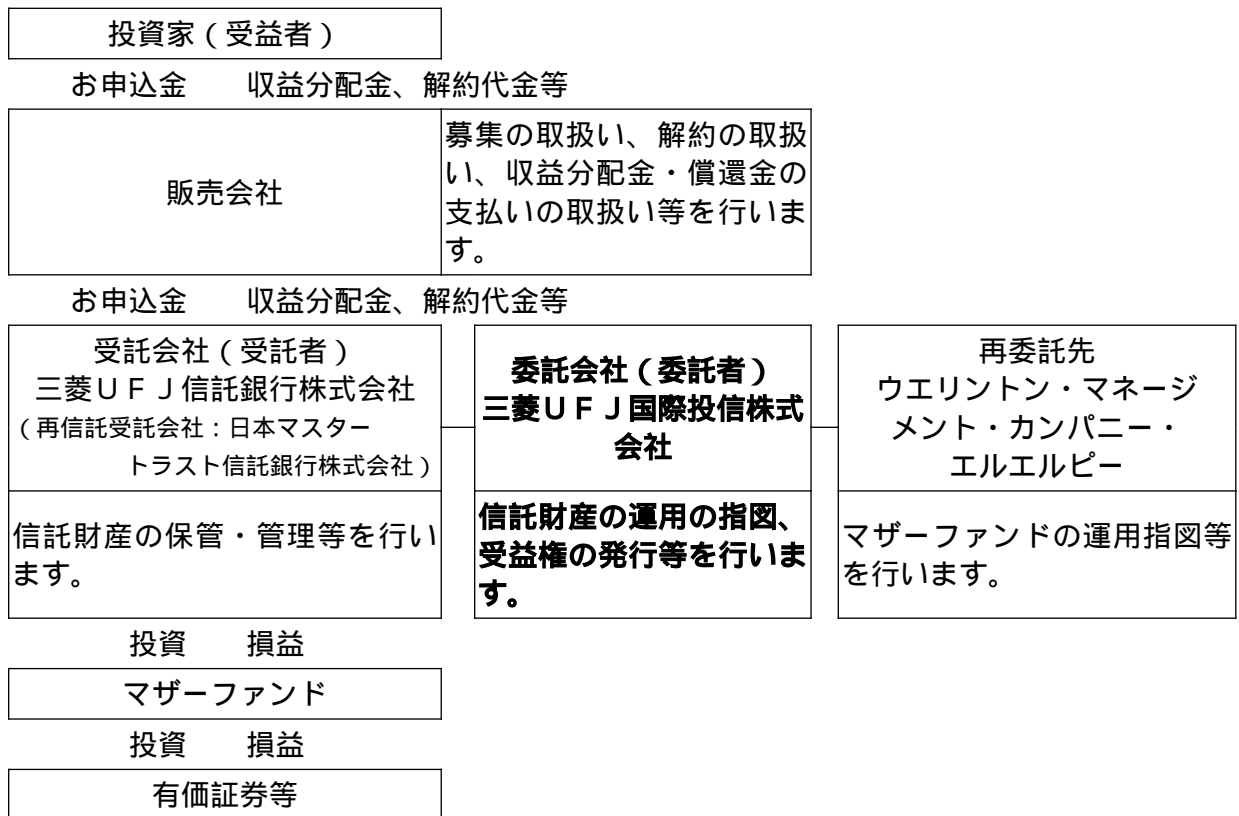 投資家（受益者）
お申込金　収益分配金、解約代金等
販売会社
募集の取扱い、解約の取扱
い、収益分配金・償還金の
支払いの取扱い等を行いま
す。
お申込金　収益分配金、解約代金等
受託会社（受託者）
三菱ＵＦＪ信託銀行株式会社
（再信託受託会社：日本マスター
トラスト信託銀行株式会社）
委託会社（委託者）
三菱ＵＦＪ国際投信株式
会社
再委託先
ウエリントン・マネージ
メント・カンパニー・
エルエルピー
信託財産の保管・管理等を行い
ます。
信託財産の運用の指図、
受益権の発行等を行いま
す。
マザーファンドの運用指図等
を行います。
投資　損益
マザーファンド
投資　損益
有価証券等